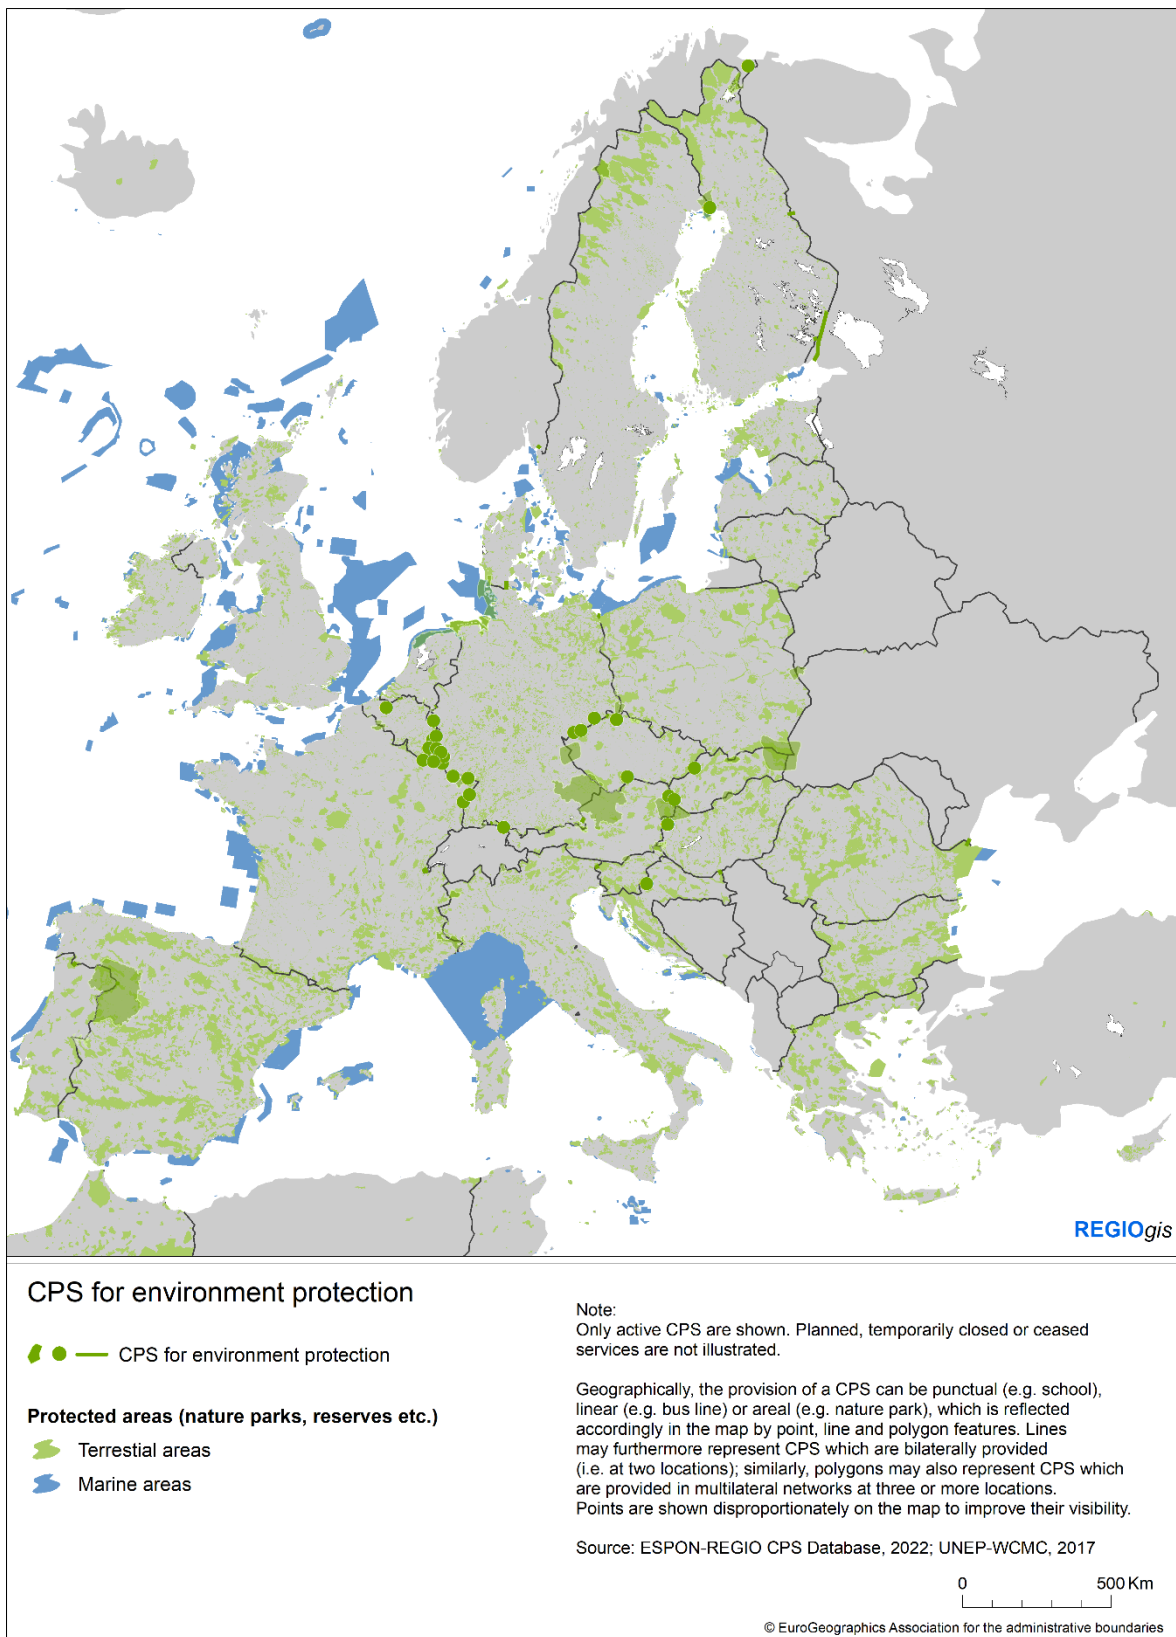 REGIOgis
CPS for environment protection
CPS for environment protection
Protected areas (nature parks, reserves etc.)
Terrestial areas
Marine areas
Note:
Only active CPS are shown. Planned, temporarily closed or ceased
services are not illustrated.
Geographically, the provision of a CPS can be punctual (e.g. school),
linear (e.g. bus line) or areal (e.g. nature park), which is reflected
accordingly in the map by point, line and polygon features. Lines
may furthermore represent CPS which are bilaterally provided
(i.e. at two locations); similarly, polygons may also represent CPS which
are provided in multilateral networks at three or more locations.
Points are shown disproportionately on the map to improve their visibility.
Source: ESPON-REGIO CPS Database, 2022; UNEP-WCMC, 2017
0 500 Km
© EuroGeographics Association for the administrative boundaries